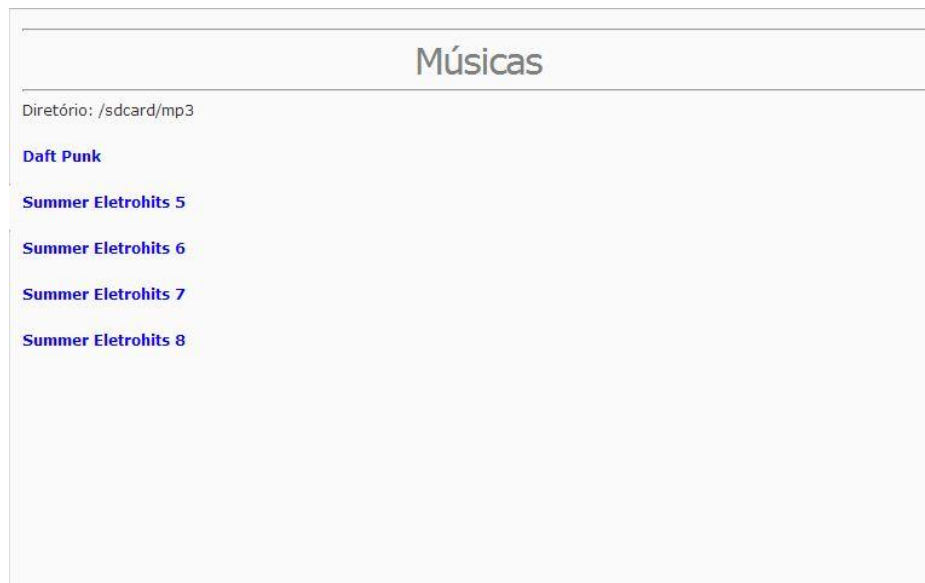 Músicas
Diretório: /sdcard/mp3
Daft Punk
Summer Eletrohits 5
Summer Eletrohits 6
Summer Eletrohits 7
Summer Eletrohits 8